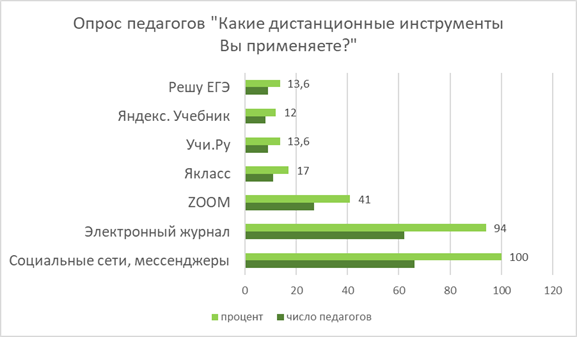 Опрос педагогов "Какие дистанционные инструменты
Вы применяете?"
Решу ЕГЭ 13,6
Яндекс. Учебник 12
Учи.Ру 13,6
Якласс 17
ZOOM 41
Электронный журнал 94
Социальные сети, мессенджеры 100
0 20 40 60 80 100 120
процент число педагогов